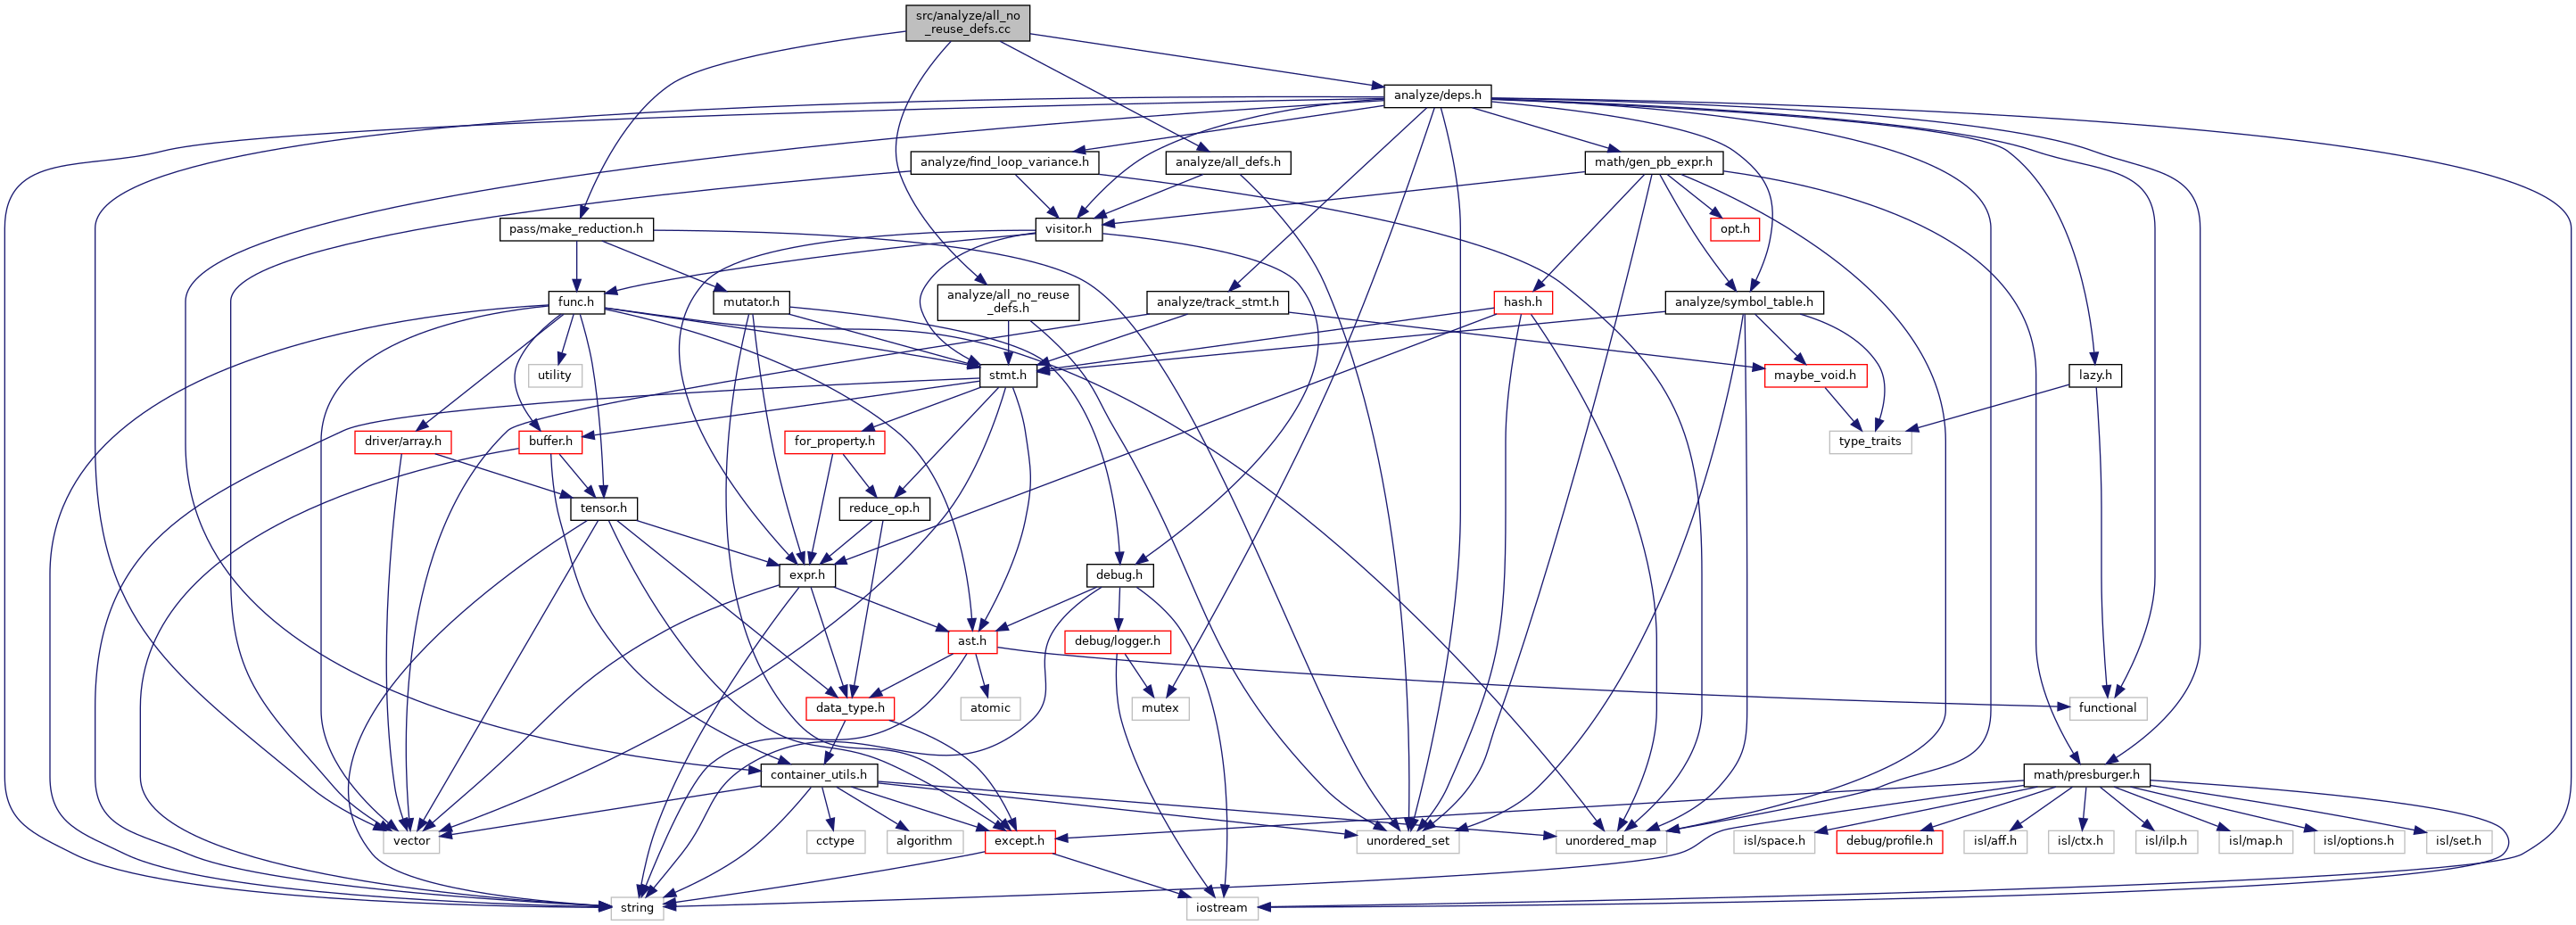 src/analyze/all_no
_reuse_defs.cc
analyze/deps.h
analyze/find_loop_variance.h
analyze/all_defs.h
math/gen_pb_expr.h
pass/make_reduction.h
visitor.h
opt.h
func.h
mutator.h
analyze/all_no_reuse
_defs.h
analyze/track_stmt.h
hash.h
analyze/symbol_table.h
utility
stmt.h
maybe_void.h
lazy.h
driver/array.h
buffer.h
for_property.h
type_traits
tensor.h
reduce_op.h
expr.h
debug.h
ast.h
debug/logger.h
data_type.h
atomic
mutex
functional
container_utils.h
math/presburger.h
vector
cctype
algorithm
except.h
unordered_set
unordered_map
isl/space.h
debug/profile.h
isl/aff.h
isl/ctx.h
isl/ilp.h
isl/map.h
isl/options.h
isl/set.h
string
iostream